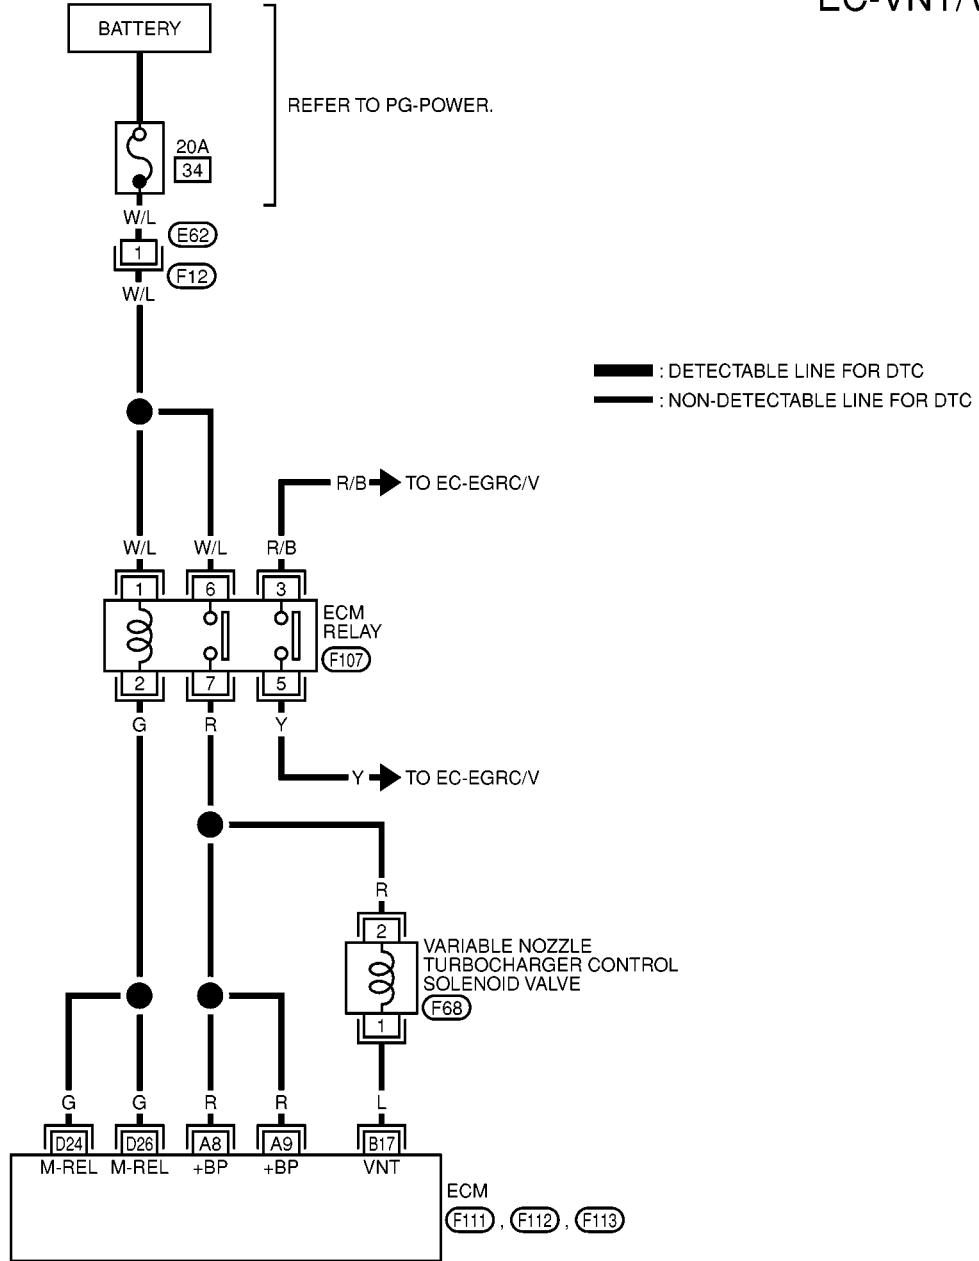 EC-VNT/V
BATTERY
REFER TO PG-POWER.
20A
34
W/L
E62
1
F12
W/L
: DETECTABLE LINE FOR DTC
: NON-DETECTABLE LINE FOR DTC
R/B TO EC-EGRC/V
W/L W/L R/B
1 6 3
ECM
RELAY
F107
2 7 5
G R Y
Y TO EC-EGRC/V
R
2
VARIABLE NOZZLE
TURBOCHARGER CONTROL
SOLENOID VALVE
F68
1
G G R R L
D24 D26 A8 A9 B17
M-REL M-REL +BP +BP VNT
ECM
F111 , F112 , F113